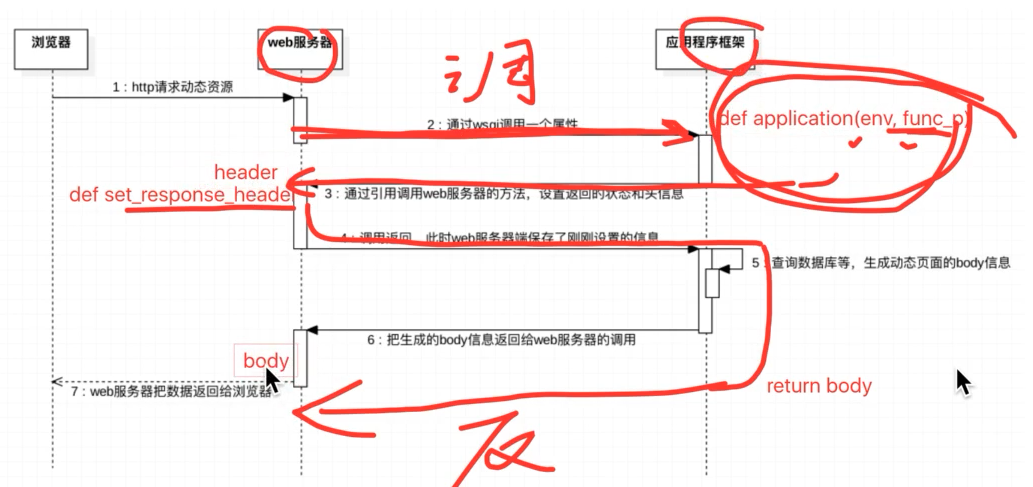 浏览器
web服务器
应用程序框架
调
1：http请求动态资源
2：通过wsgi调用一个属性
def application(env, func_p)
header
def set_response_header
3：通过引用调用web服务器的方法，设置返回的状态和头信息
4：调用返回，此时web服务器端保存了刚刚设置的信息
5：查询数据库等，生成动态页面的body信息
6：把生成的body信息返回给web服务器的调用
body
7：web服务器把数据返回给浏览器
return body
反